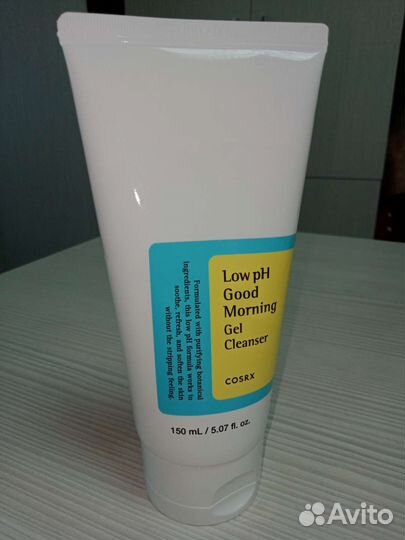 Low pH
Good
Morning
Gel
Cleanser
COSRX
Formulated with purifying botanical
ingredients, this low pH formula works to
soothe, refresh, and soften the skin
without the stripping feeling.
150 mL / 5.07 fl. oz.
Avito